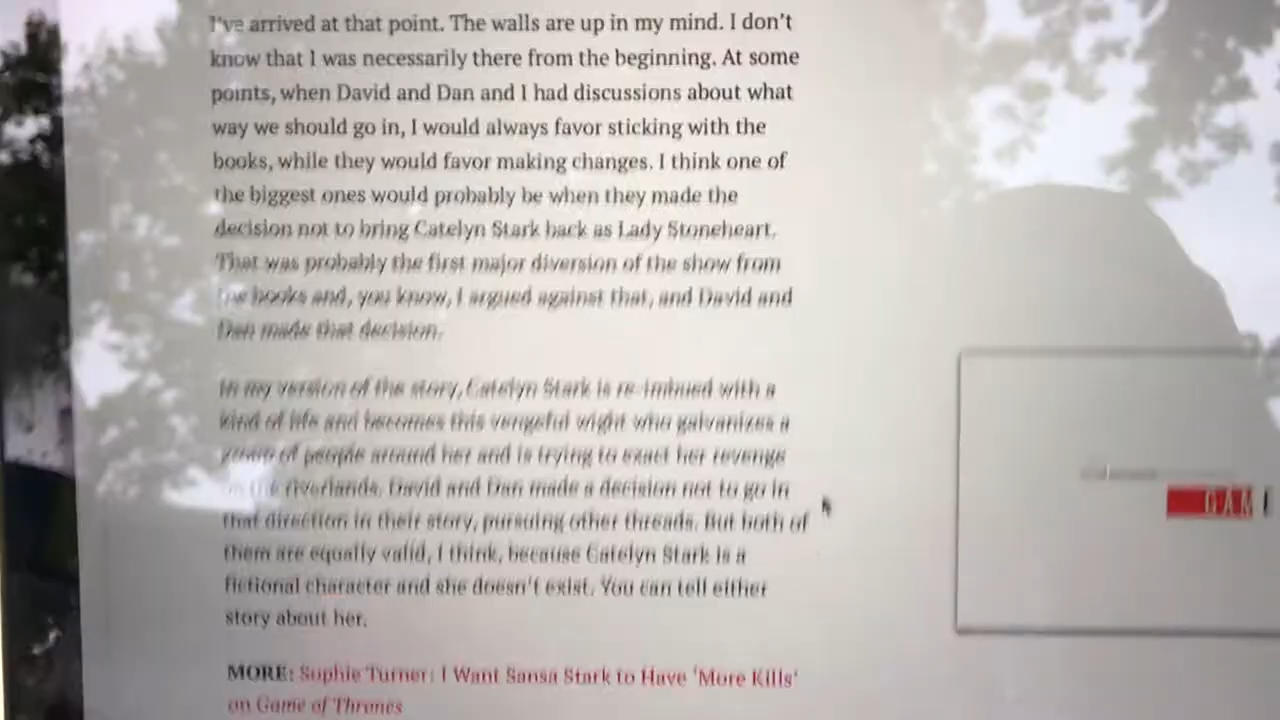 I've arrived at that point. The walls are up in my mind. I don't
know that I was necessarily there from the beginning. At some
points, when David and Dan and I had discussions about what
way we should go in, I would always favor sticking with the
books, while they would favor making changes. I think one of
the biggest ones would probably be when they made the
decision not to bring Catelyn Stark back as Lady Stoneheart.
That was probably the first major diversion of the show from
the books and, you know, I argued against that, and David and
Dan made that decision.
In my version of the story, Catelyn Stark is re-imbued with a
kind of life and becomes this vengeful wight who galvanizes a
group of people around her and is trying to exact her revenge
on the riverlands. David and Dan made a decision not to go in
that direction in their story, pursuing other threads. But both of
them are equally valid, I think, because Catelyn Stark is a
fictional character and she doesn't exist. You can tell either
story about her.
MORE: Sophie Turner: I Want Sansa Stark to Have 'More Kills'
on Game of Thrones
GAM